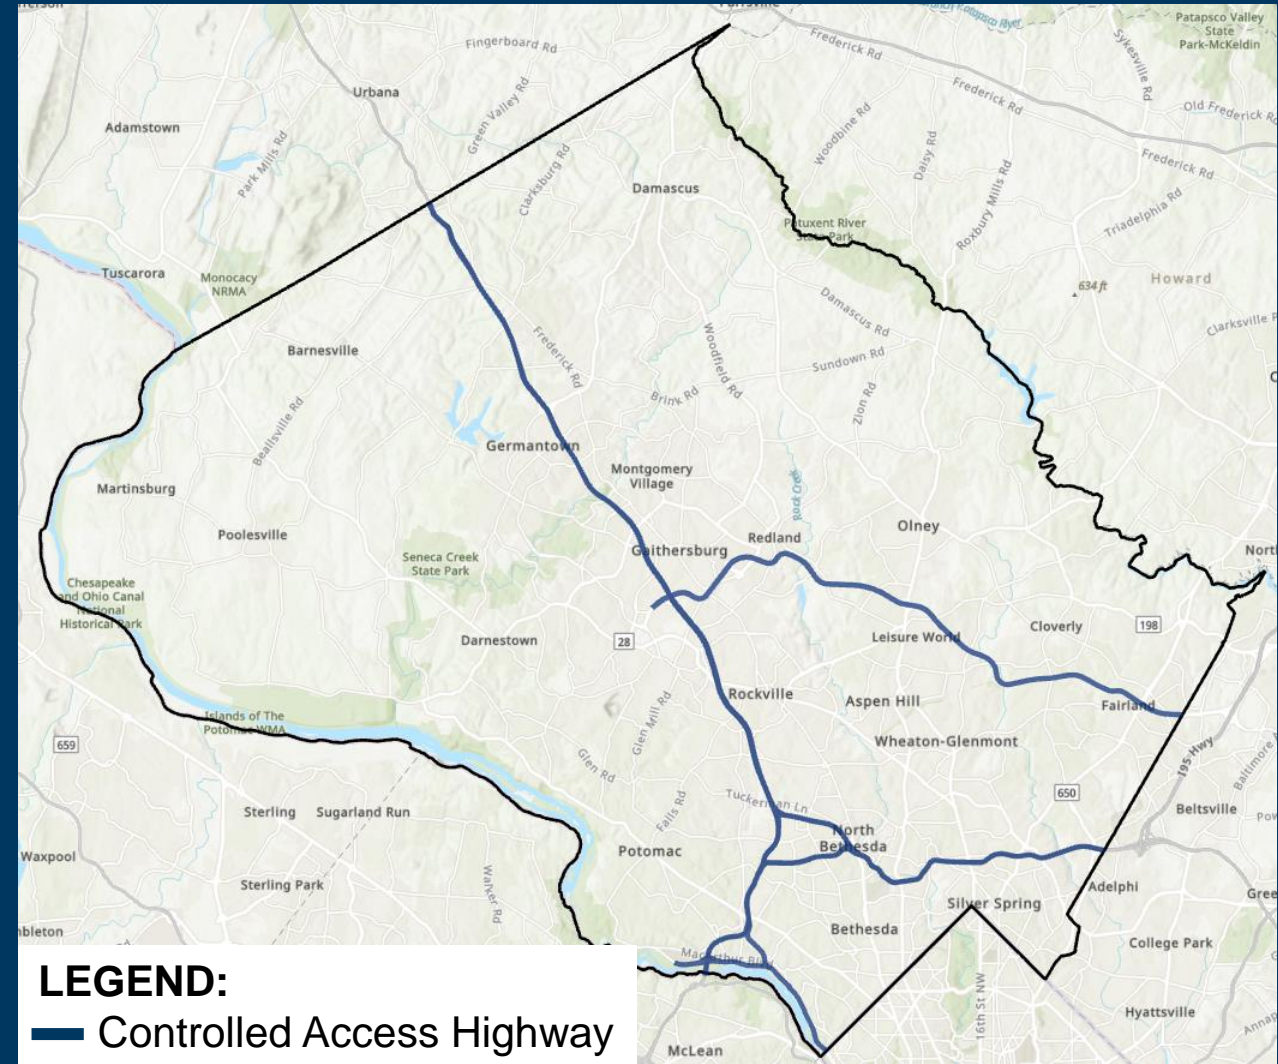 Patapsco Valley
State
Park-McKeldin
Fingerboard Rd
Frederick Rd
Sykesville Rd
Urbana
Green Valley Rd
Frederick Rd
Old Frederick Rd
Adamstown
Park Mills Rd
Woodbine Rd
Daisy Rd
Frederick Rd
Clarksburg Rd
Damascus
Roxbury Mills Rd
Triadelphia Rd
Patuxent River
State Park
Tuscarora
Monocacy
NRMA
634 ft
Howard
Damascus Rd
Clarksville
Barnesville
Frederick Rd
Woodfield Rd
Sundown Rd
Brink Rd
Zion Rd
Beallsville Rd
Germantown
Montgomery
Village
Martinsburg
Rock Creek
Poolesville
Olney
Redland
Gaithersburg
Seneca Creek
State Park
Chesapeake
and Ohio Canal
National
Historical Park
Darnestown
28
Leisure World
Cloverly
198
Rockville
Aspen Hill
Fairland
Islands of The
Potomac WMA
Glen Mill Rd
659
Wheaton-Glenmont
Glen Rd
195 Hwy
650
Tuckerman Ln
Falls Rd
Beltsville
Sterling
Sugarland Run
North
Bethesda
Waxpool
Potomac
Sterling Park
Walker Rd
Adelphi
Silver Spring
Bethesda
College Park
MacArthur Blvd
16th St NW
Hyattsville
McLean
LEGEND:
Controlled Access Highway